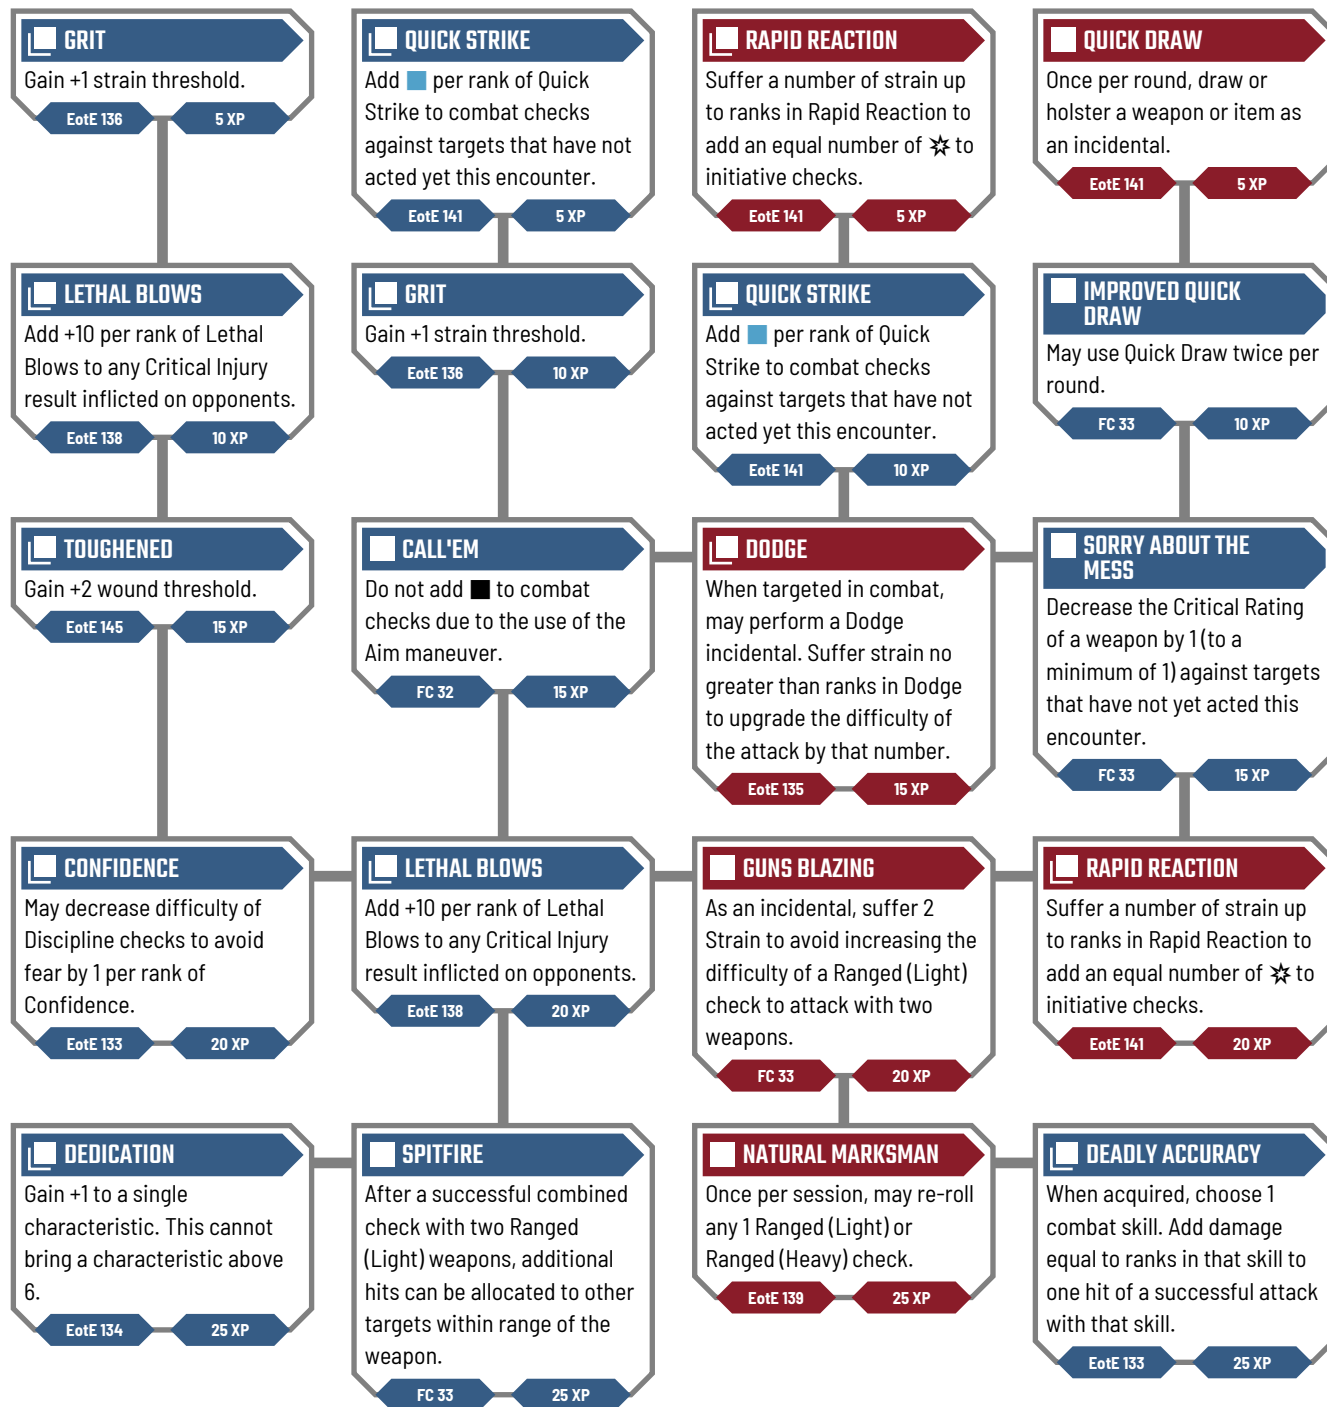 GRIT
Gain +1 strain threshold.
EotE 136
5 XP
QUICK STRIKE
Add per rank of Quick
Strike to combat checks
against targets that have not
acted yet this encounter.
EotE 141
5 XP
RAPID REACTION
Suffer a number of strain up
to ranks in Rapid Reaction to
add an equal number of to
initiative checks.
EotE 141
5 XP
QUICK DRAW
Once per round, draw or
holster a weapon or item as
an incidental.
EotE 141
5 XP
LETHAL BLOWS
Add +10 per rank of Lethal
Blows to any Critical Injury
result inflicted on opponents.
EotE 138
10 XP
GRIT
Gain +1 strain threshold.
EotE 136
10 XP
QUICK STRIKE
Add per rank of Quick
Strike to combat checks
against targets that have not
acted yet this encounter.
EotE 141
10 XP
IMPROVED QUICK
DRAW
May use Quick Draw twice per
round.
FC 33
10 XP
TOUGHENED
Gain +2 wound threshold.
EotE 145
15 XP
CALL'EM
Do not add to combat
checks due to the use of the
Aim maneuver.
FC 32
15 XP
DODGE
When targeted in combat,
may perform a Dodge
incidental. Suffer strain no
greater than ranks in Dodge
to upgrade the difficulty of
the attack by that number.
EotE 135
15 XP
SORRY ABOUT THE
MESS
Decrease the Critical Rating
of a weapon by 1 (to a
minimum of 1) against targets
that have not yet acted this
encounter.
FC 33
15 XP
CONFIDENCE
May decrease difficulty of
Discipline checks to avoid
fear by 1 per rank of
Confidence.
EotE 133
20 XP
LETHAL BLOWS
Add +10 per rank of Lethal
Blows to any Critical Injury
result inflicted on opponents.
EotE 138
20 XP
GUNS BLAZING
As an incidental, suffer 2
Strain to avoid increasing the
difficulty of a Ranged (Light)
check to attack with two
weapons.
FC 33
20 XP
RAPID REACTION
Suffer a number of strain up
to ranks in Rapid Reaction to
add an equal number of to
initiative checks.
EotE 141
20 XP
DEDICATION
Gain +1 to a single
characteristic. This cannot
bring a characteristic above
6.
EotE 134
25 XP
SPITFIRE
After a successful combined
check with two Ranged
(Light) weapons, additional
hits can be allocated to other
targets within range of the
weapon.
FC 33
25 XP
NATURAL MARKSMAN
Once per session, may re-roll
any 1 Ranged (Light) or
Ranged (Heavy) check.
EotE 139
25 XP
DEADLY ACCURACY
When acquired, choose 1
combat skill. Add damage
equal to ranks in that skill to
one hit of a successful attack
with that skill.
EotE 133
25 XP